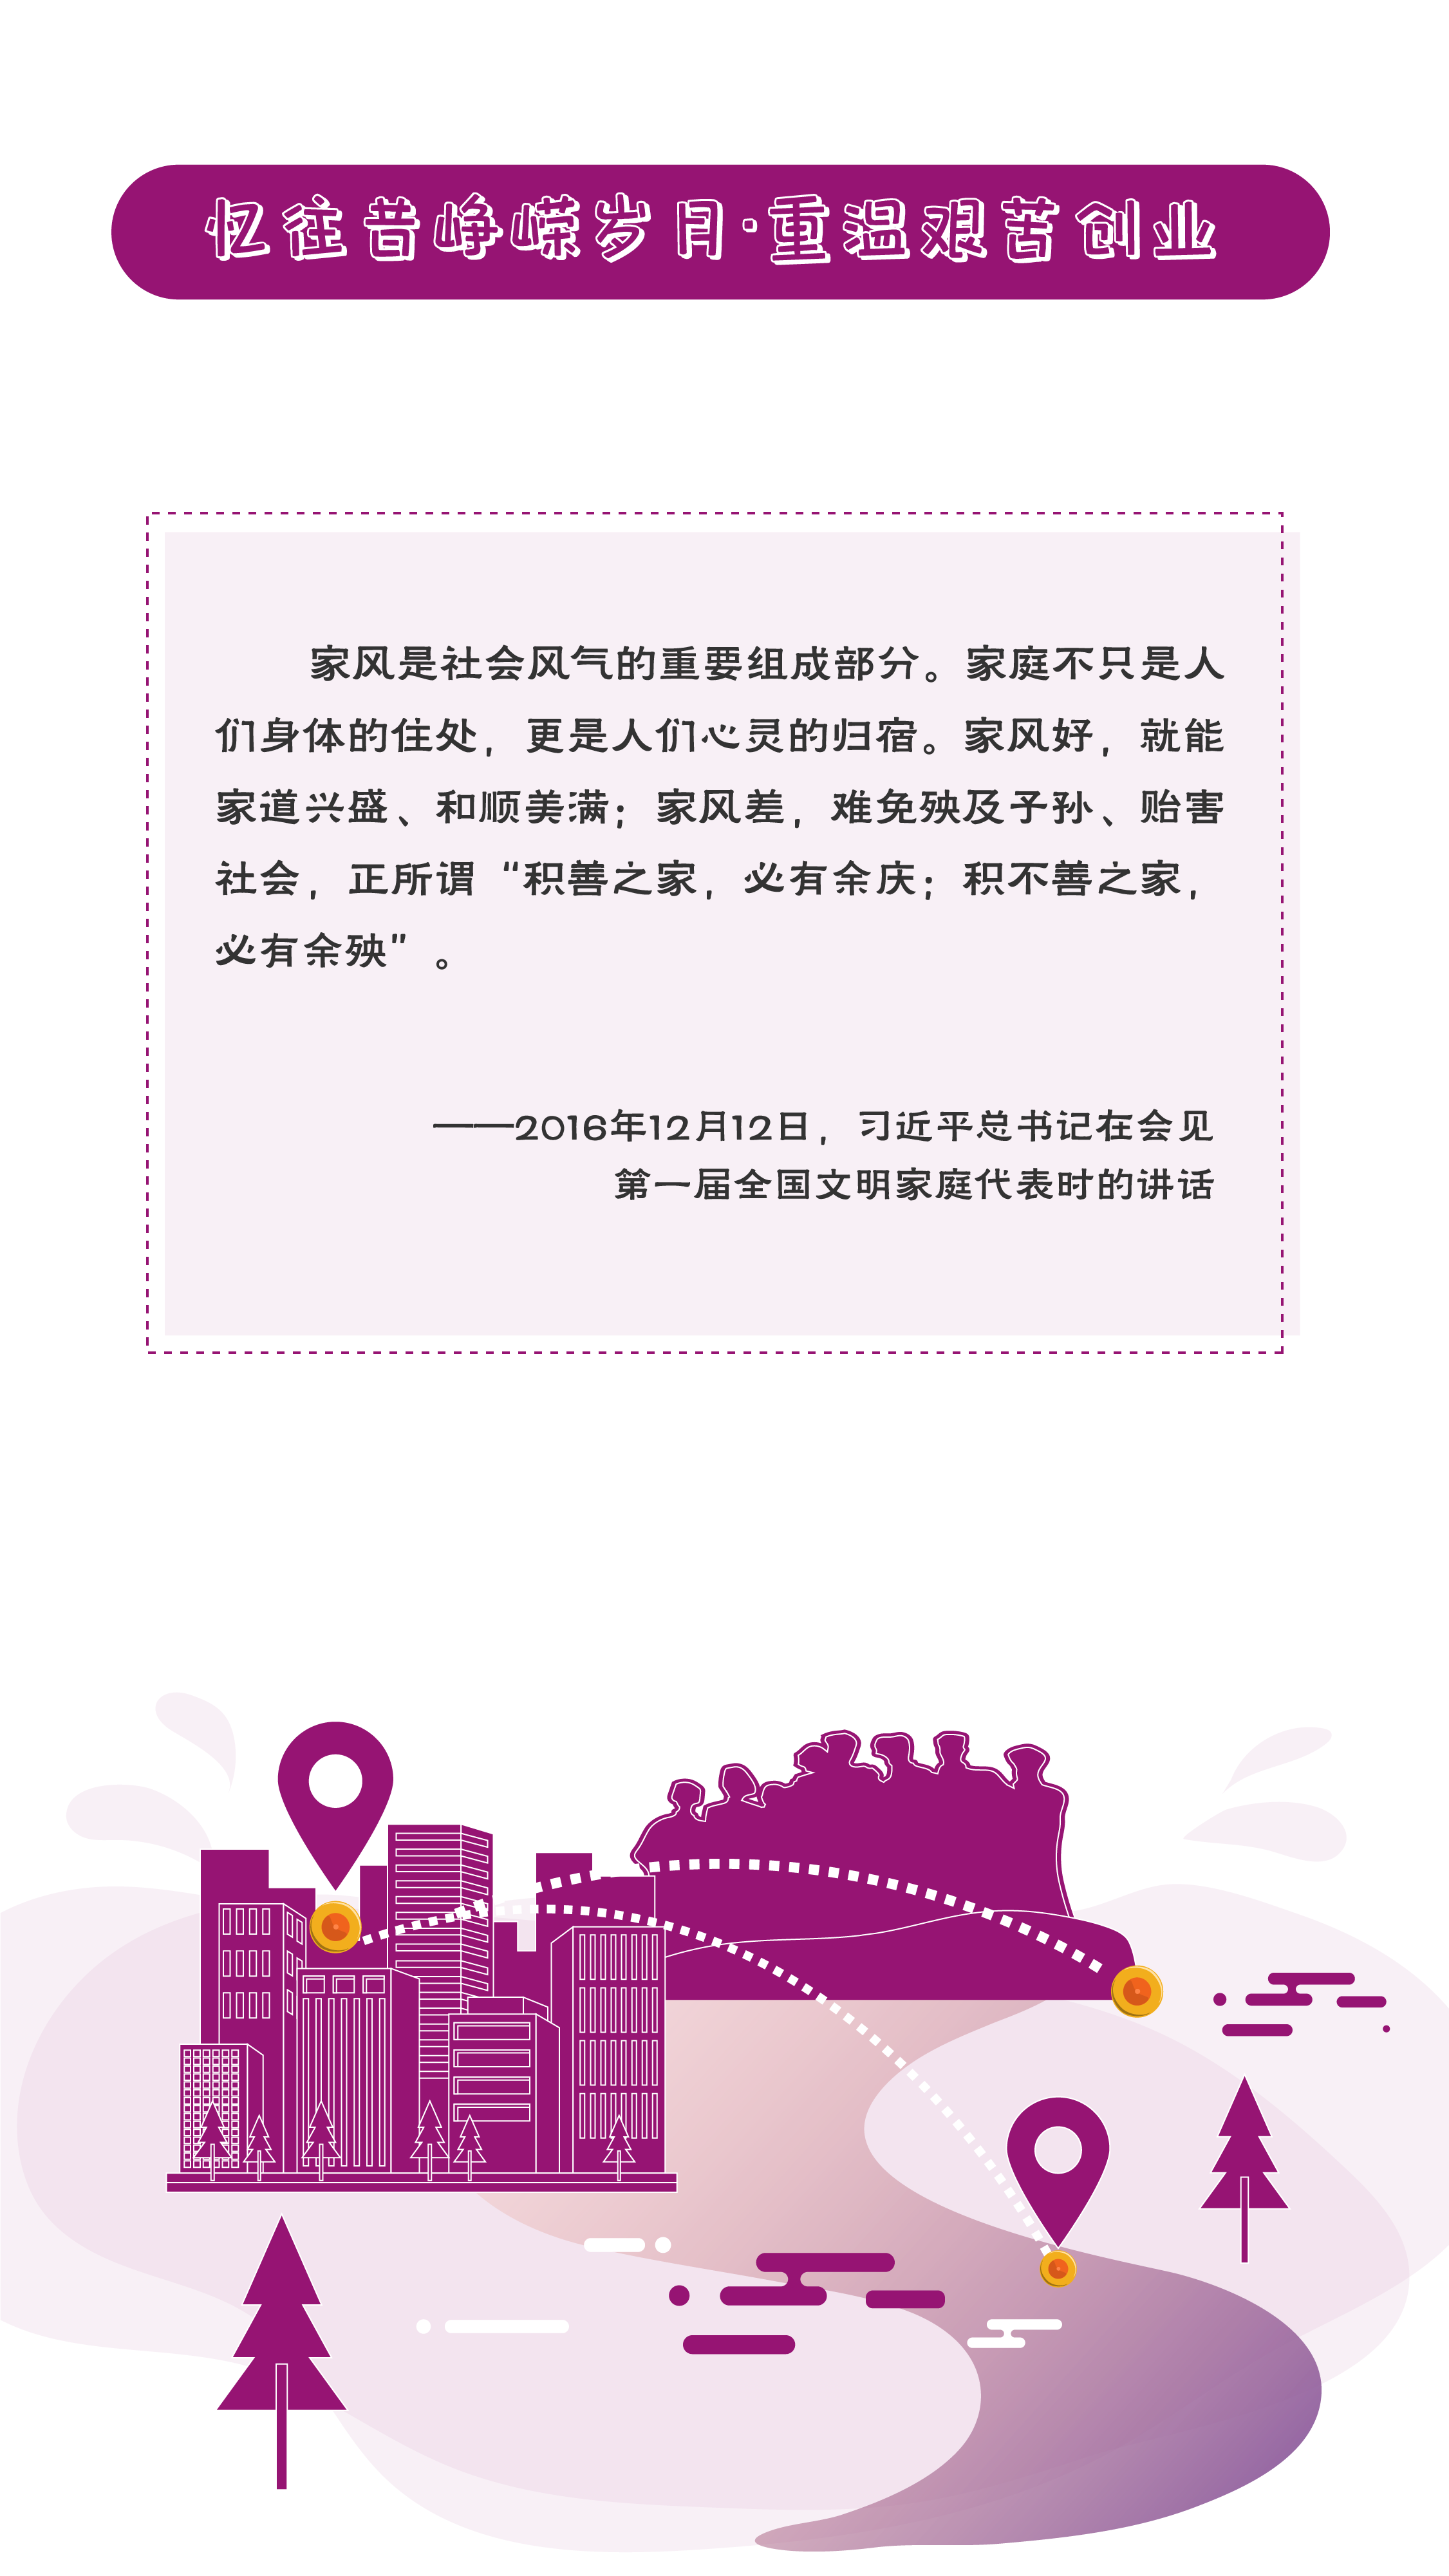 忆往昔峥嵘岁月·重温艰苦创业
家风是社会风气的重要组成部分。家庭不只是人
们身体的住处，更是人们心灵的归宿。家风好，就能
家道兴盛、和顺美满；家风差，难免殃及子孙、贻害
社会，正所谓“积善之家，必有余庆；积不善之家，
必有余殃”。
——2016年12月12日，习近平总书记在会见
第一届全国文明家庭代表时的讲话